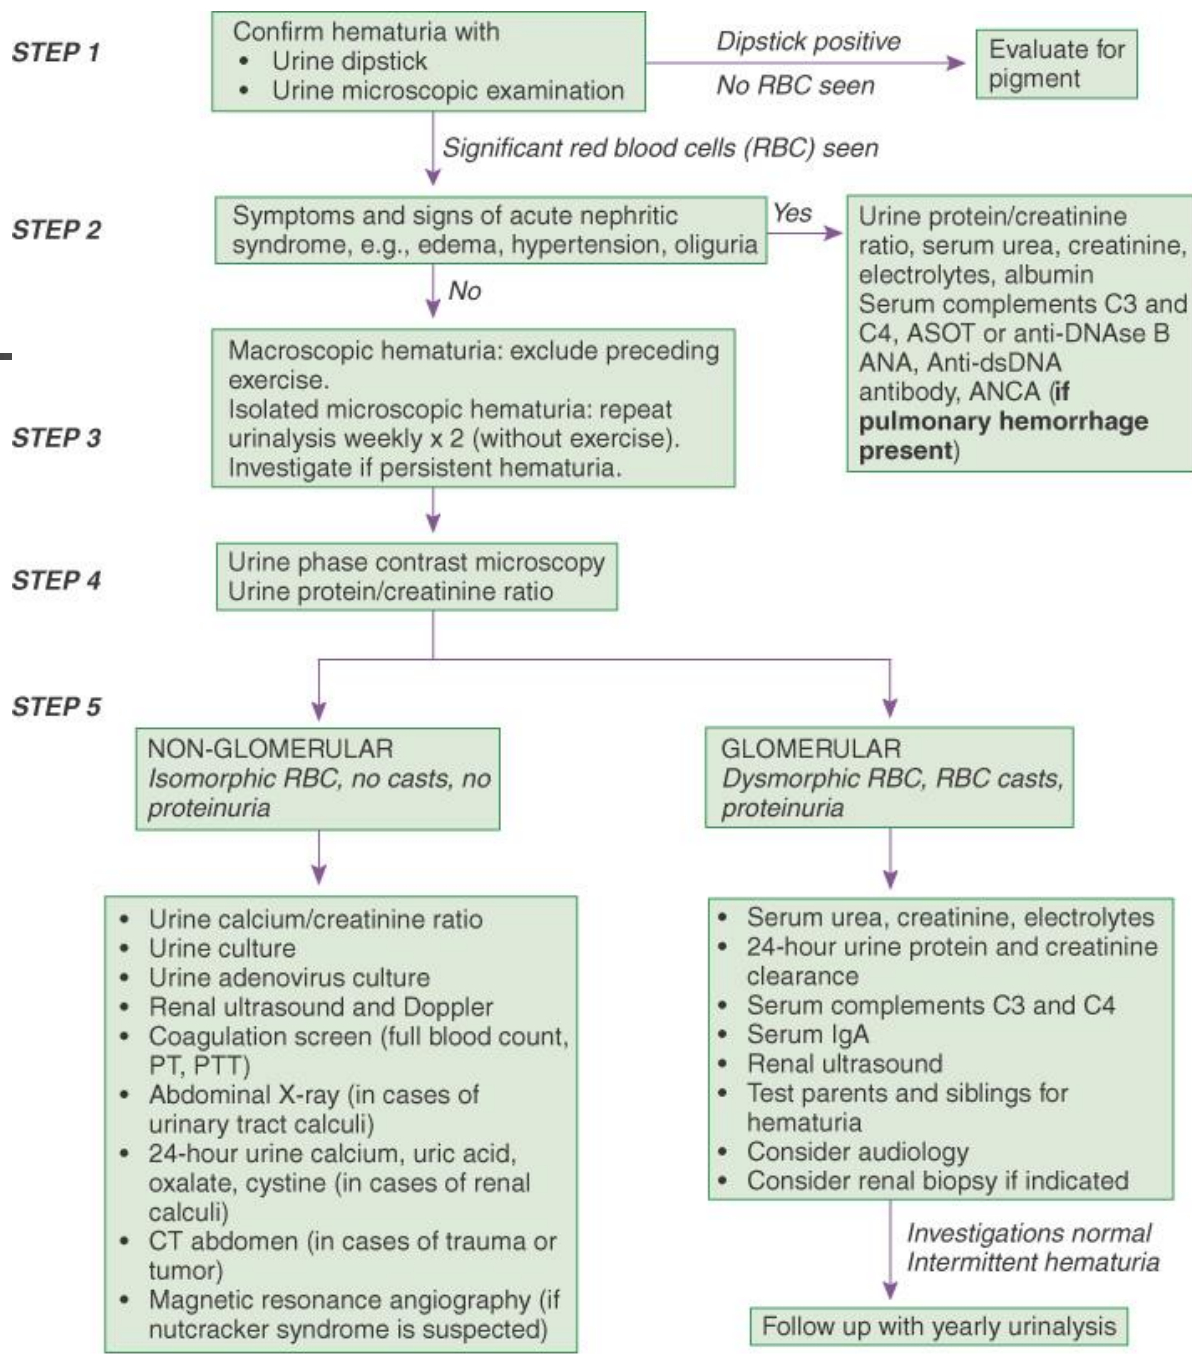 STEP 1
Confirm hematuria with
• Urine dipstick
• Urine microscopic examination
Dipstick positive
No RBC seen
Evaluate for
pigment
Significant red blood cells (RBC) seen
STEP 2
Symptoms and signs of acute nephritic
syndrome, e.g., edema, hypertension, oliguria
Yes
Urine protein/creatinine
ratio, serum urea, creatinine,
electrolytes, albumin
Serum complements C3 and
C4, ASOT or anti-DNAse B
ANA, Anti-dsDNA
antibody, ANCA (if
pulmonary hemorrhage
present)
No
STEP 3
Macroscopic hematuria: exclude preceding
exercise.
Isolated microscopic hematuria: repeat
urinalysis weekly x 2 (without exercise).
Investigate if persistent hematuria.
STEP 4
Urine phase contrast microscopy
Urine protein/creatinine ratio
STEP 5
NON-GLOMERULAR
Isomorphic RBC, no casts, no
proteinuria
GLOMERULAR
Dysmorphic RBC, RBC casts,
proteinuria
• Urine calcium/creatinine ratio
• Urine culture
• Urine adenovirus culture
• Renal ultrasound and Doppler
• Coagulation screen (full blood count,
PT, PTT)
• Abdominal X-ray (in cases of
urinary tract calculi)
• 24-hour urine calcium, uric acid,
oxalate, cystine (in cases of renal
calculi)
• CT abdomen (in cases of trauma or
tumor)
• Magnetic resonance angiography (if
nutcracker syndrome is suspected)
• Serum urea, creatinine, electrolytes
• 24-hour urine protein and creatinine
clearance
• Serum complements C3 and C4
• Serum IgA
• Renal ultrasound
• Test parents and siblings for
hematuria
• Consider audiology
• Consider renal biopsy if indicated
Investigations normal
Intermittent hematuria
Follow up with yearly urinalysis